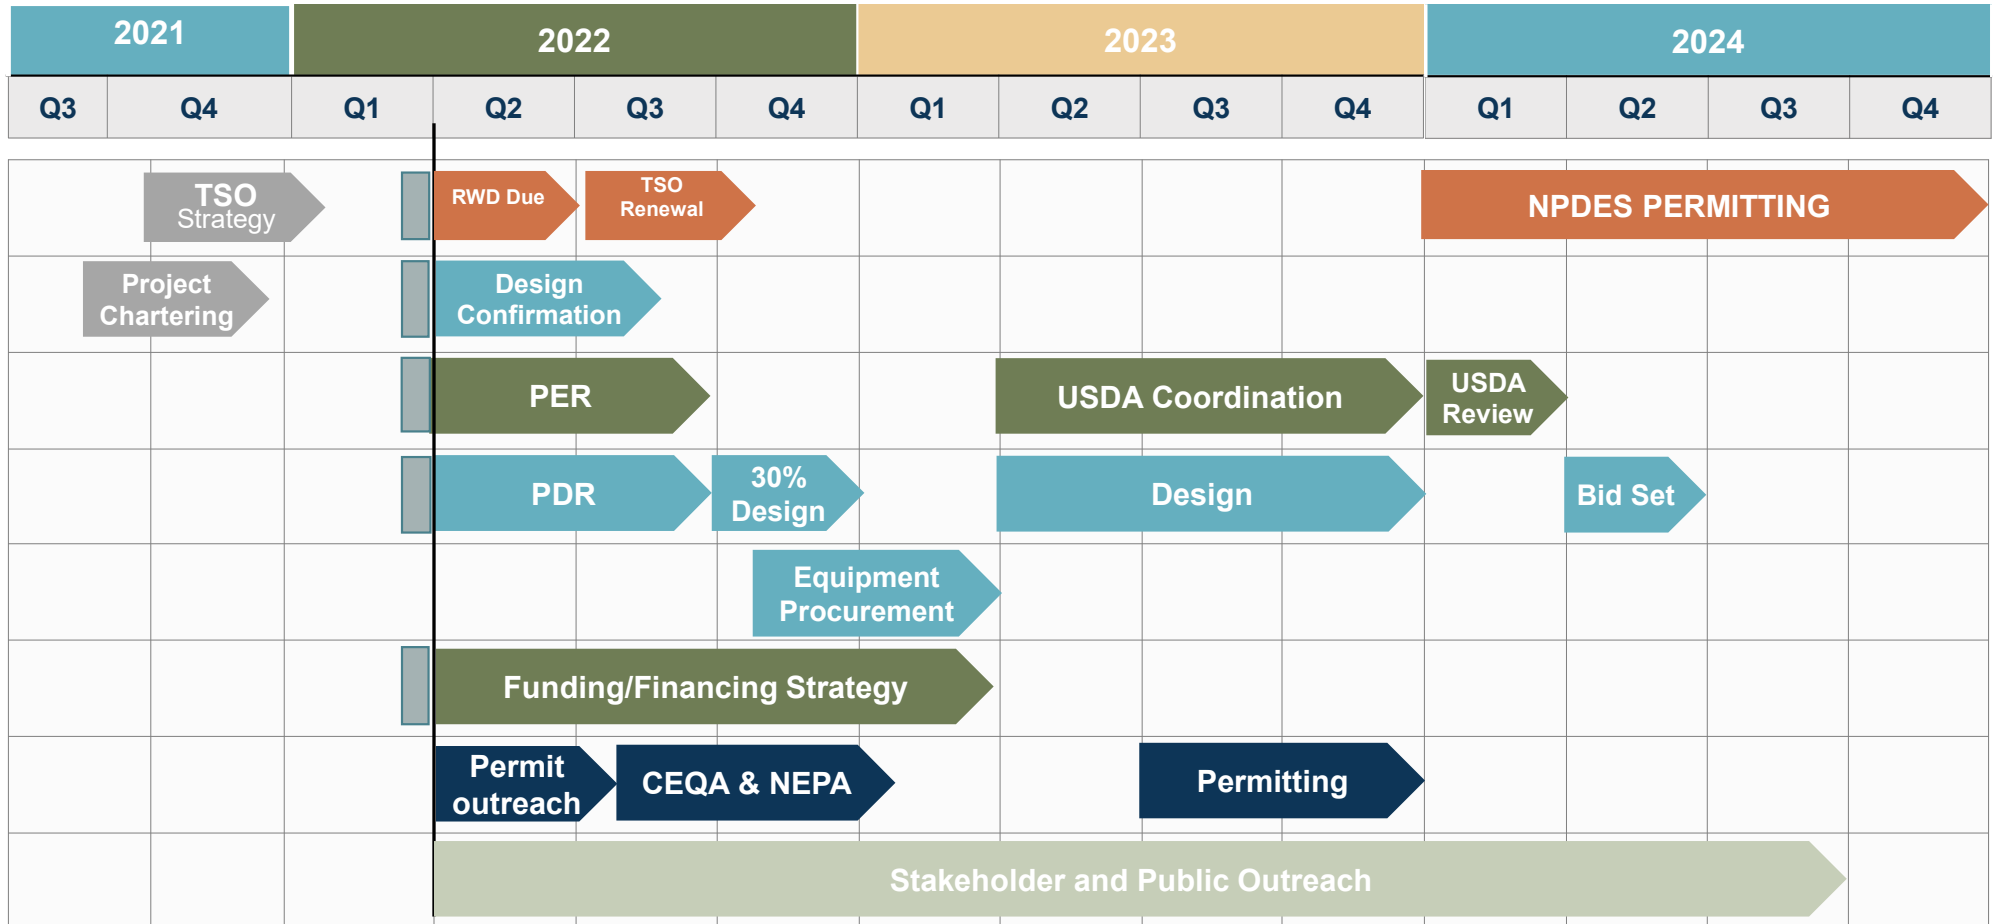 2021
2022
2023
2024
Q3
Q4
Q1
Q2
Q3
Q4
Q1
Q2
Q3
Q4
Q1
Q2
Q3
Q4
TSO
Strategy
RWD Due
TSO
Renewal
NPDES PERMITTING
Project
Chartering
Design
Confirmation
PER
USDA Coordination
USDA
Review
PDR
30%
Design
Design
Bid Set
Equipment
Procurement
Funding/Financing Strategy
Permit
outreach
CEQA & NEPA
Permitting
Stakeholder and Public Outreach